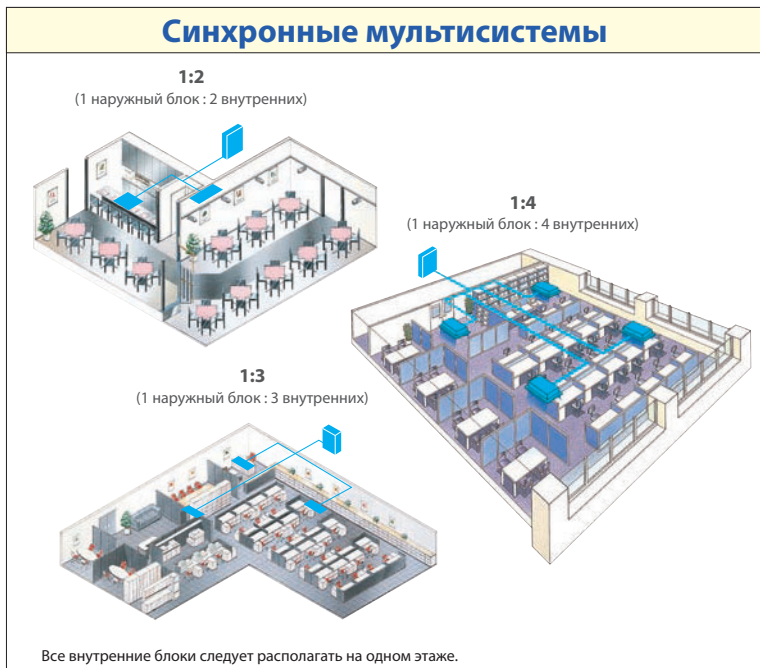 Синхронные мультисистемы
1:2
(1 наружный блок : 2 внутренних)
1:4
(1 наружный блок : 4 внутренних)
1:3
(1 наружный блок : 3 внутренних)
Все внутренние блоки следует располагать на одном этаже.